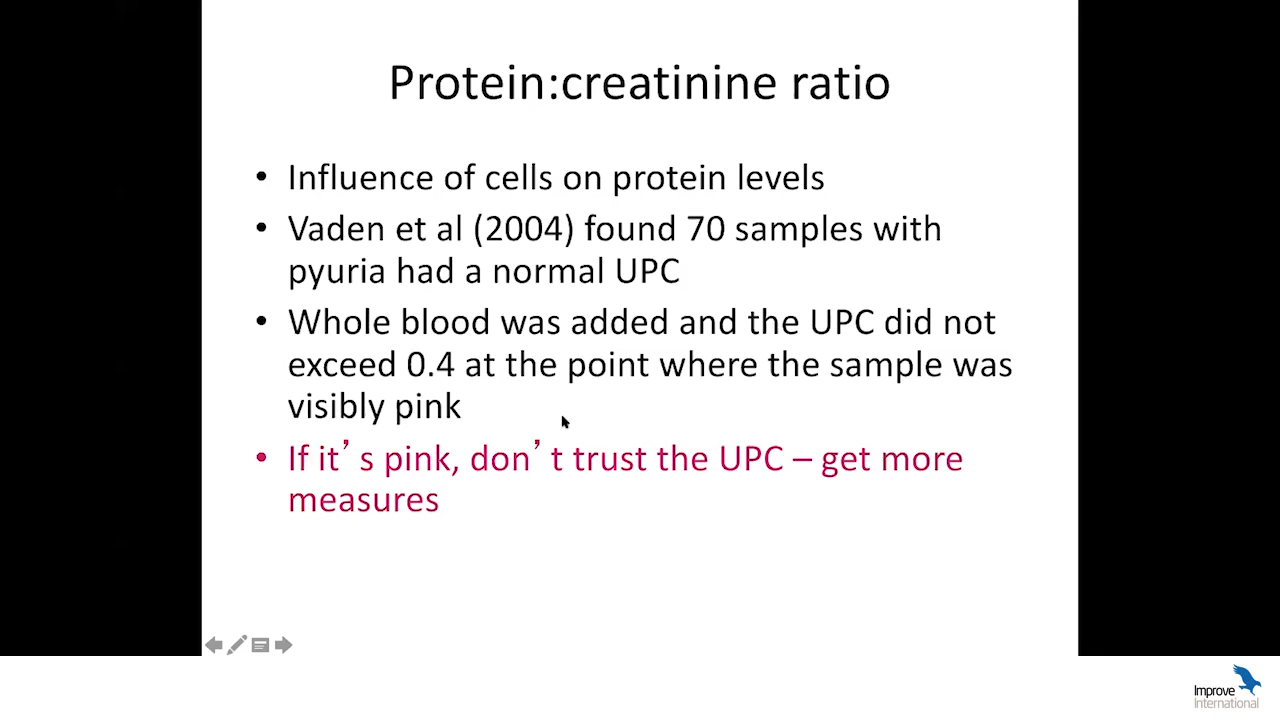 Protein:creatinine ratio
• Influence of cells on protein levels
• Vaden et al (2004) found 70 samples with
pyuria had a normal UPC
• Whole blood was added and the UPC did not
exceed 0.4 at the point where the sample was
visibly pink
• If it’s pink, don’t trust the UPC – get more
measures
Improve
International